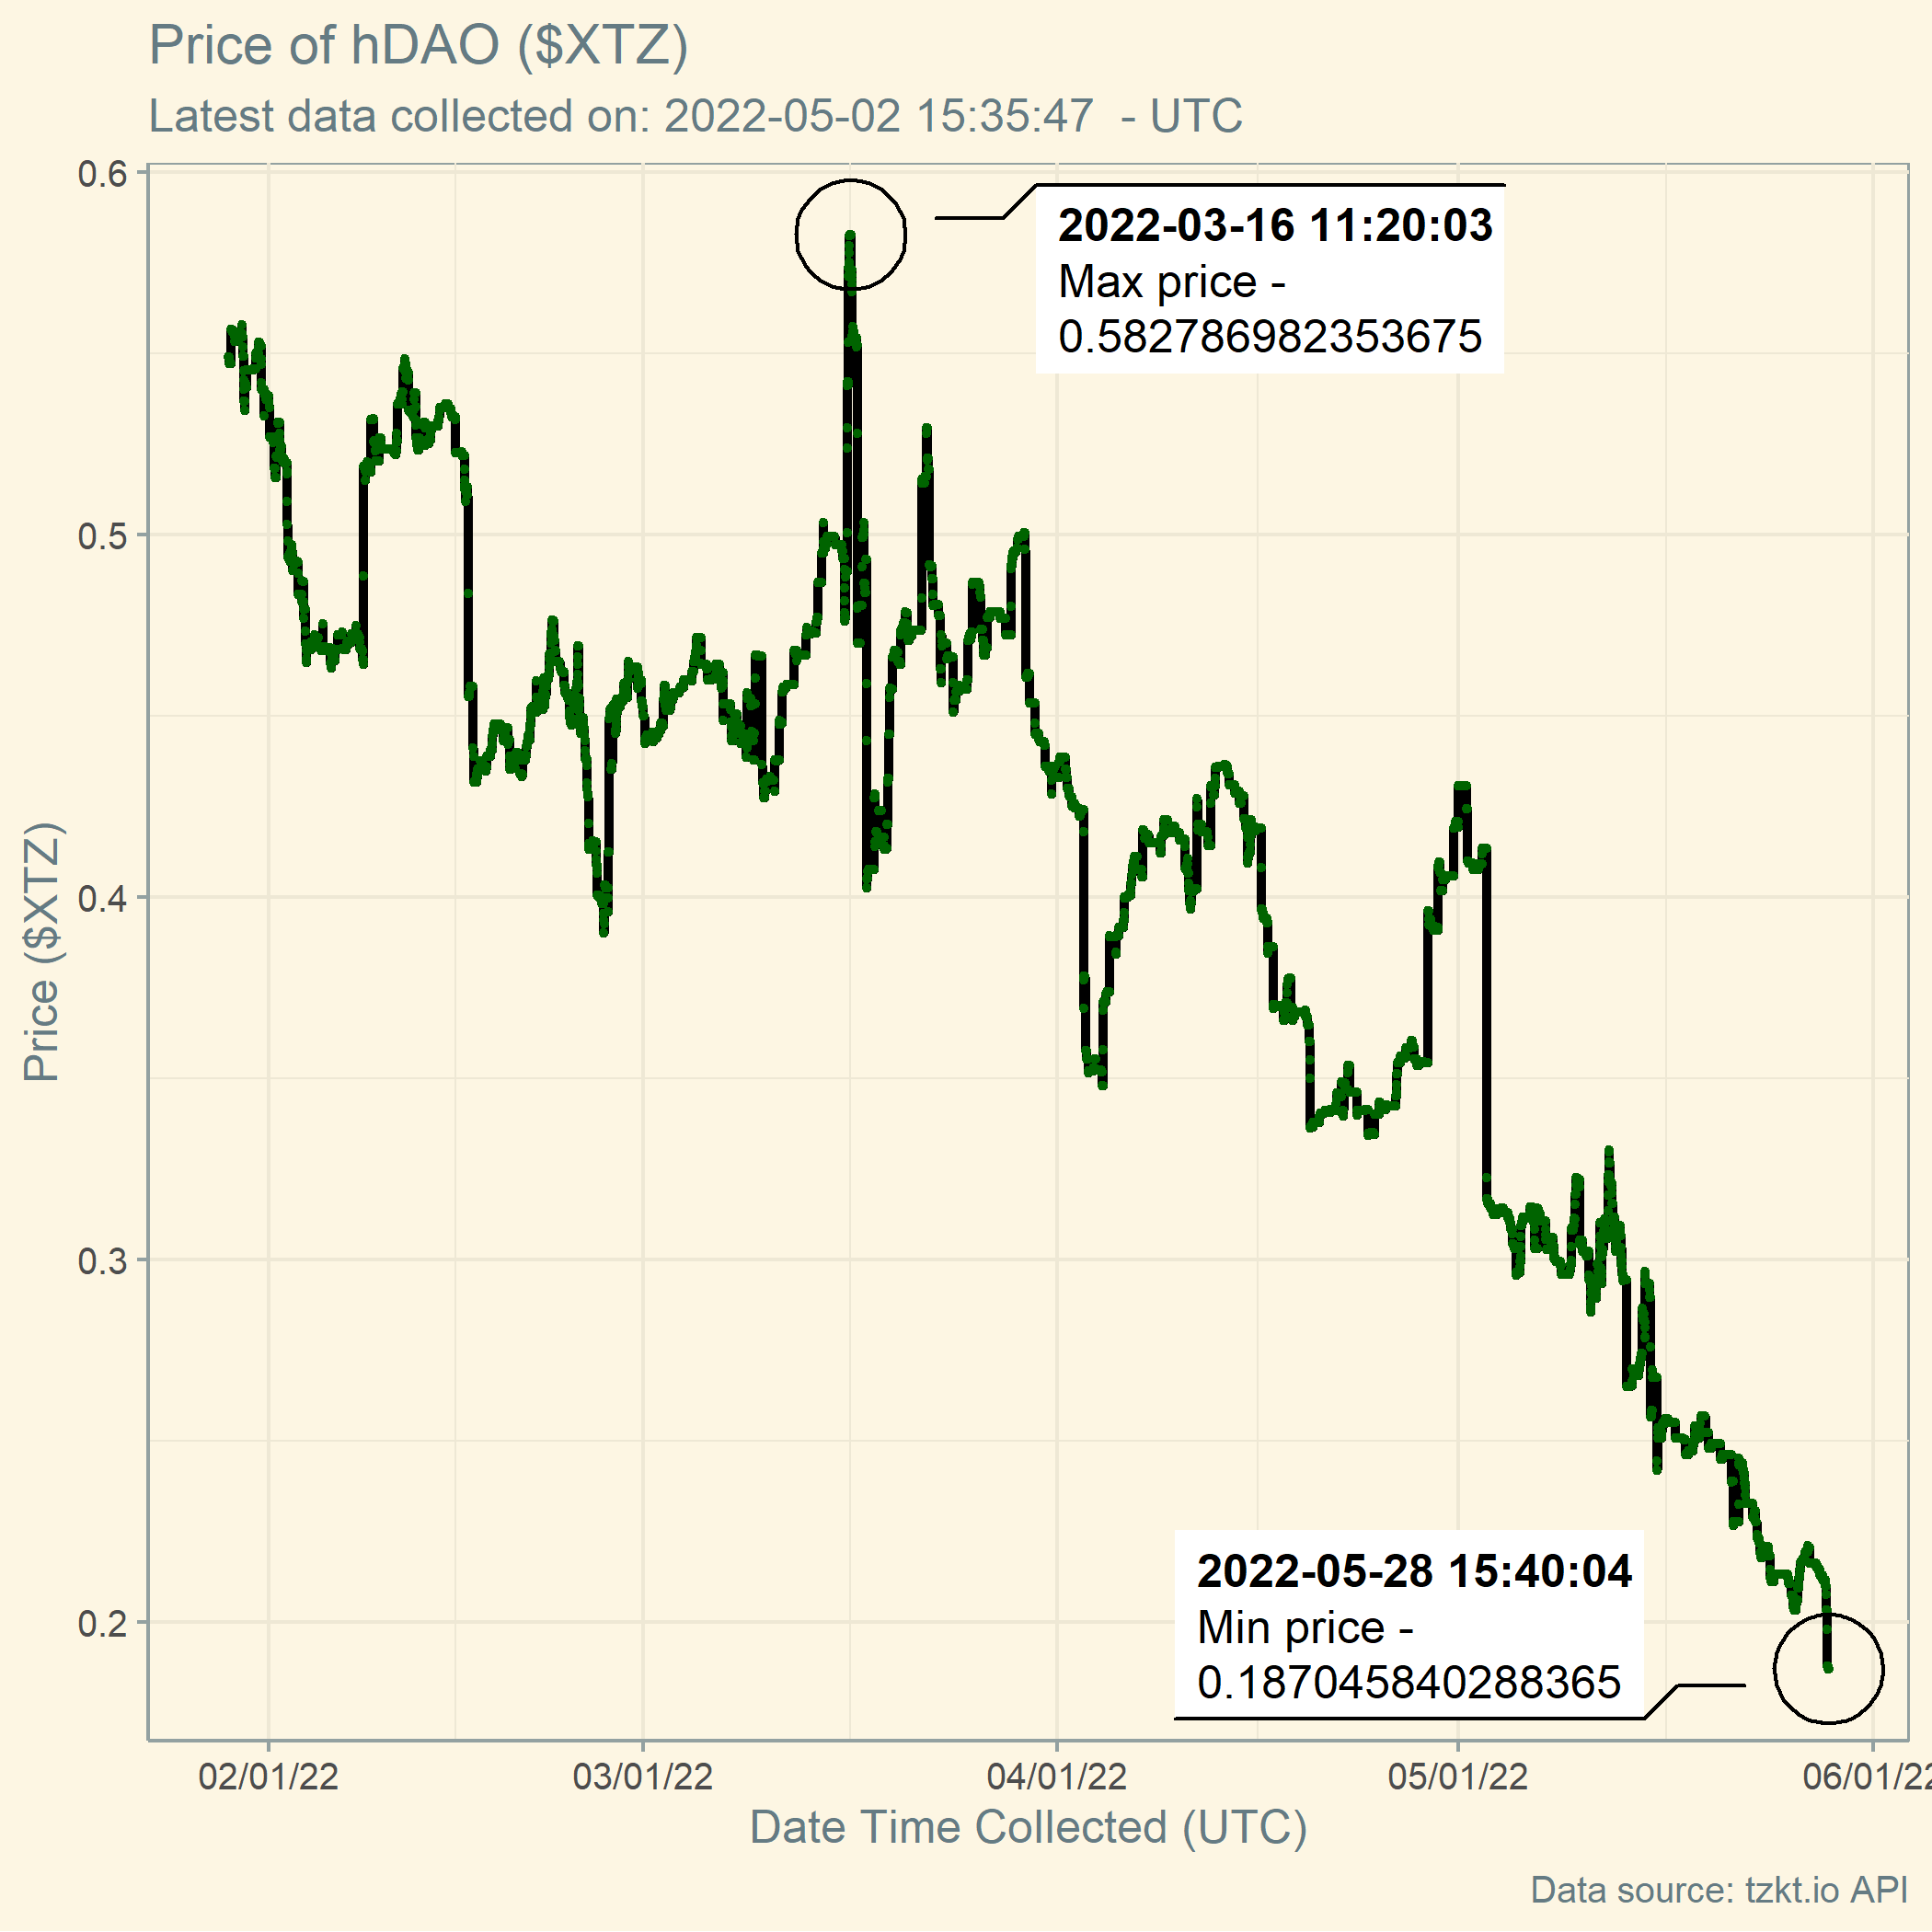 Price of hDAO ($XTZ)
Latest data collected on: 2022-05-02 15:35:47  - UTC
0.6
0.5
0.4
0.3
0.2
Price ($XTZ)
2022-03-16 11:20:03
Max price -
0.582786982353675
2022-05-28 15:40:04
Min price -
0.187045840288365
02/01/22
03/01/22
04/01/22
05/01/22
06/01/22
Date Time Collected (UTC)
Data source: tzkt.io API